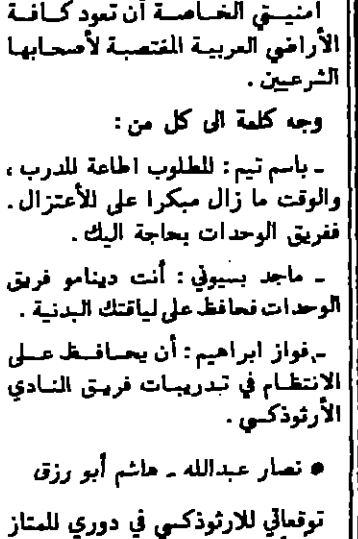 امنيتي الخاصة أن تعود كافة
الأراضي العربية المغتصبة لأصحابها
الشرعيين .
وجه كلمة الى كل من :
ـ باسم تيم : المطلوب اطاعة المدرب ،
والوقت ما زال مبكرا على الأعتزال .
ففريق الوحدات بحاجة اليك .
ـ ماجد بسيوني : أنت دينامو فريق
الوحدات فحافظ على لياقتك البدنية .
ـ فواز ابراهيم : أن يحافظ على
الانتظام في تدريبات فريق النادي
الأرثوذكسي .
● نصار عبدالله ـ هاشم أبو رزق
توقعاتي للارثوذكسي في دوري الممتاز